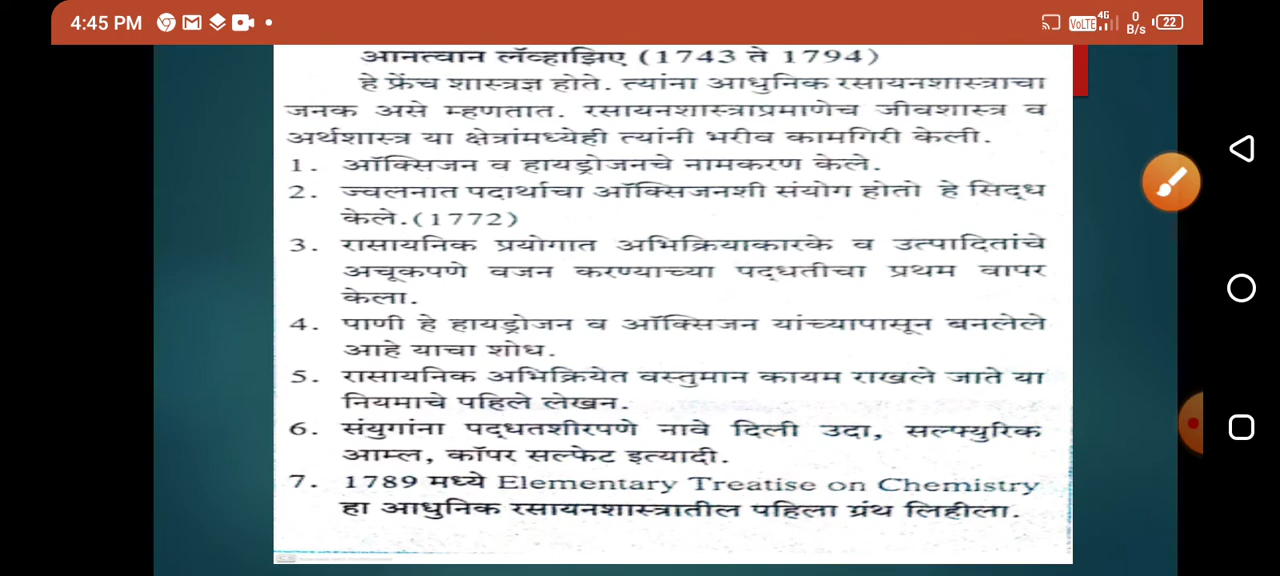 4:45 PM
VoLTE 4G 0 B/s 22
आनत्वान लॅव्हाझिए (1743 ते 1794)
हे फ्रेंच शास्त्रज्ञ होते. त्यांना आधुनिक रसायनशास्त्राचा
जनक असे म्हणतात. रसायनशास्त्राप्रमाणेच जीवशास्त्र व
अर्थशास्त्र या क्षेत्रांमध्येही त्यांनी भरीव कामगिरी केली.
1. ऑक्सिजन व हायड्रोजनचे नामकरण केले.
2. ज्वलनात पदार्थाचा ऑक्सिजनशी संयोग होतो हे सिद्ध
केले.(1772)
3. रासायनिक प्रयोगात अभिक्रियाकारके व उत्पादितांचे
अचूकपणे वजन करण्याच्या पद्धतीचा प्रथम वापर
केला.
4. पाणी हे हायड्रोजन व ऑक्सिजन यांच्यापासून बनलेले
आहे याचा शोध.
5. रासायनिक अभिक्रियेत वस्तुमान कायम राखले जाते या
नियमाचे पहिले लेखन.
6. संयुगांना पद्धतशीरपणे नावे दिली उदा, सल्फ्युरिक
आम्ल, कॉपर सल्फेट इत्यादी.
7. 1789 मध्ये Elementary Treatise on Chemistry
हा आधुनिक रसायनशास्त्रातील पहिला ग्रंथ लिहीला.